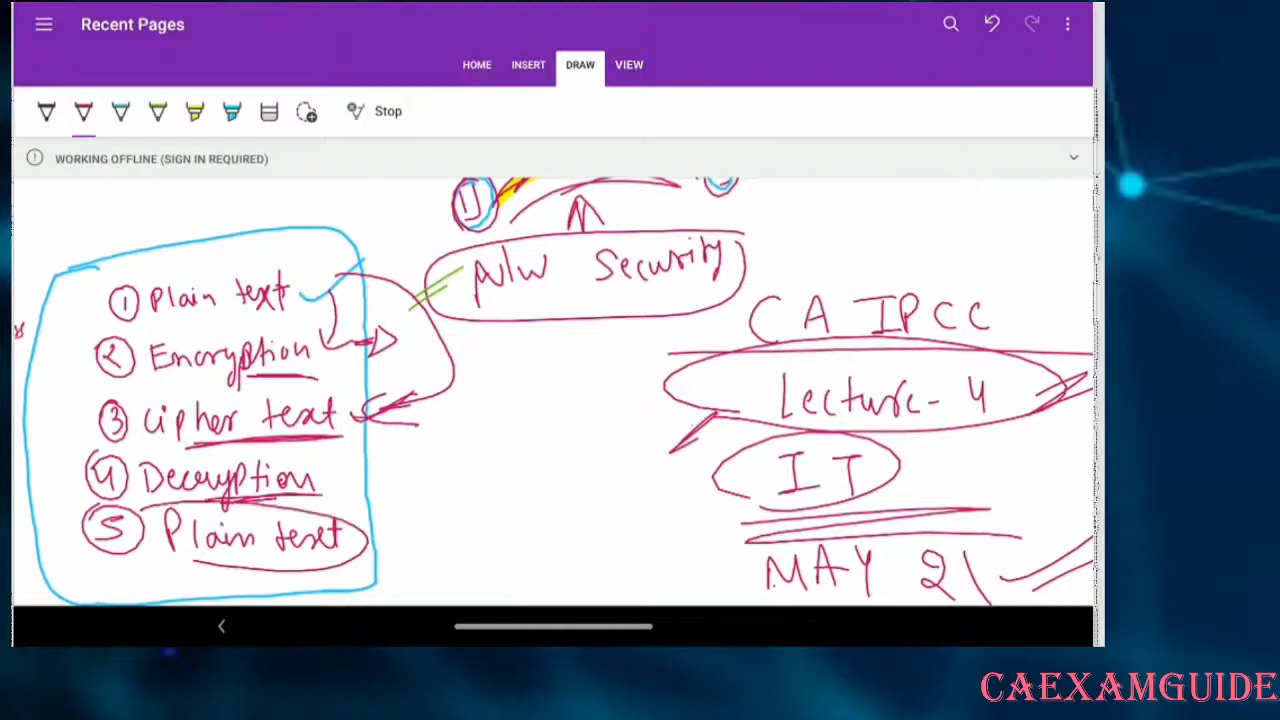 Recent Pages
HOME INSERT DRAW VIEW
Stop
WORKING OFFLINE (SIGN IN REQUIRED)
N/W Security
① Plain text
② Encryption
③ Cipher text
④ Decryption
⑤ Plain text
CA IPCC
Lecture-4
IT
MAY 21
CAEXAMGUIDE